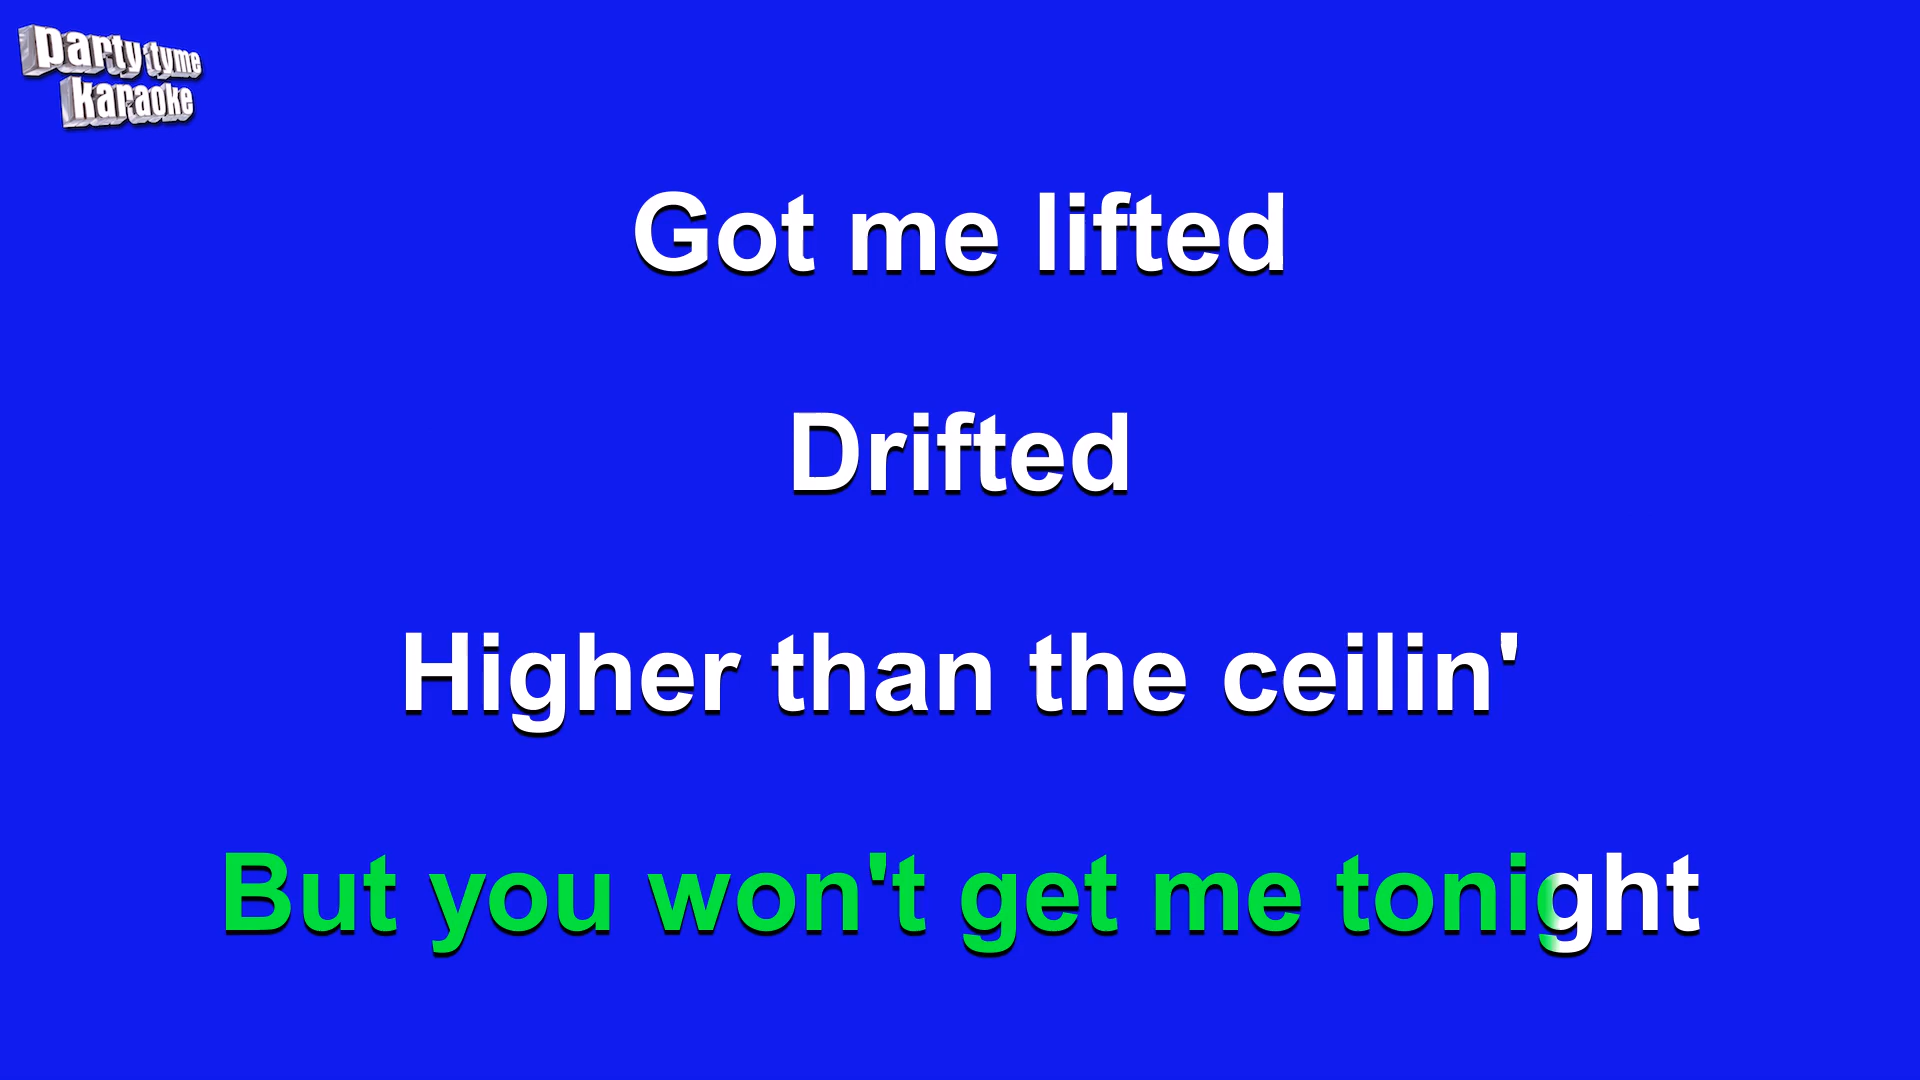 party tyme
karaoke
Got me lifted
Drifted
Higher than the ceilin'
But you won't get me tonight